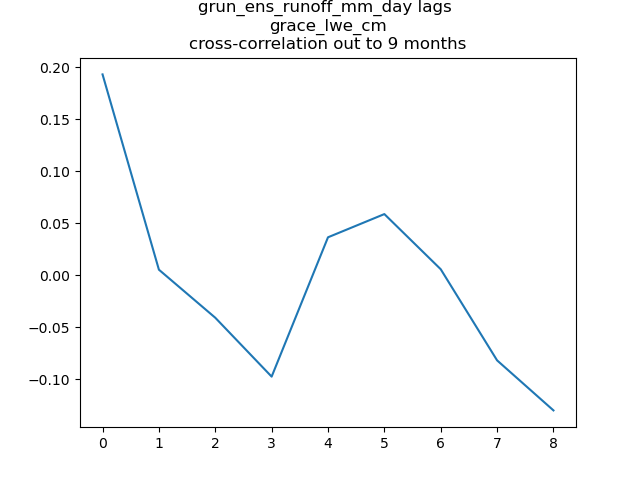 grun_ens_runoff_mm_day lags
grace_lwe_cm
cross-correlation out to 9 months
0.20
0.15
0.10
0.05
0.00
−0.05
−0.10
0 1 2 3 4 5 6 7 8